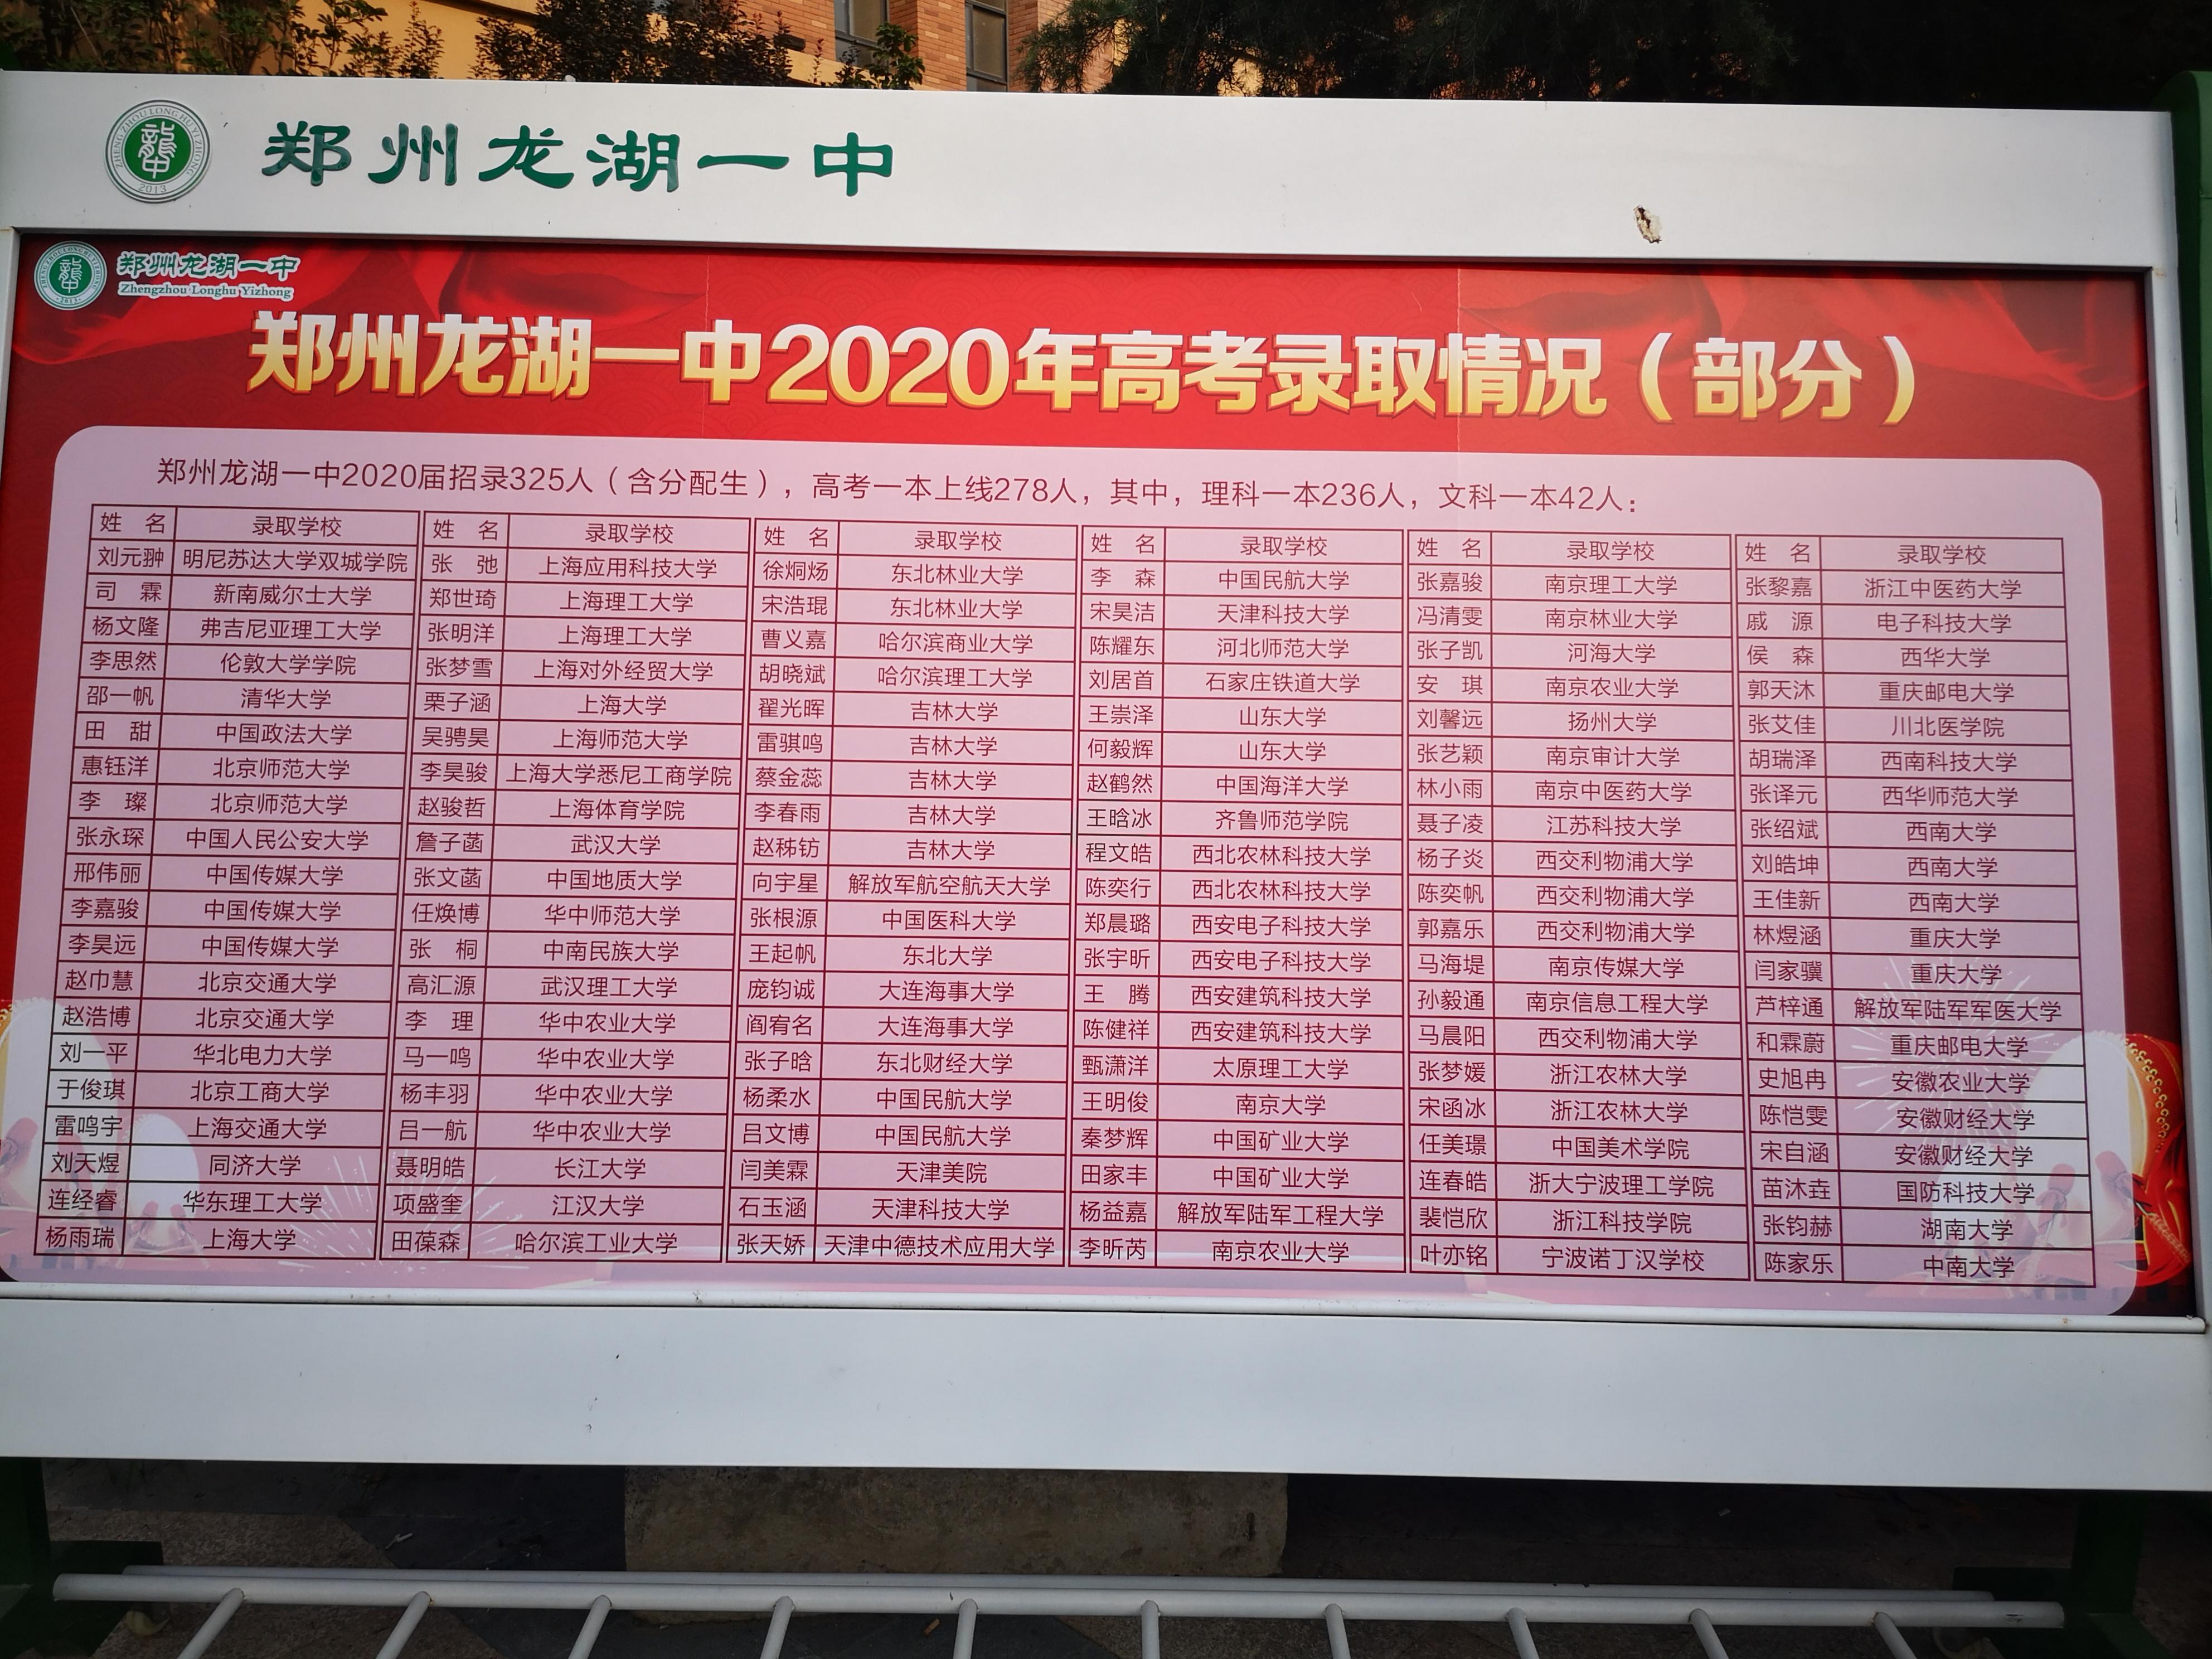 郑州龙湖一中
郑州龙湖一中
Zhengzhou Longhu Yizhong
郑州龙湖一中2020年高考录取情况（部分）
郑州龙湖一中2020届招录325人（含分配生），高考一本上线278人，其中，理科一本236人，文科一本42人：
姓 名 录取学校 姓 名 录取学校 姓 名 录取学校 姓 名 录取学校 姓 名 录取学校 姓 名 录取学校
刘元翀 明尼苏达大学双城学院 张 弛 上海应用科技大学 徐炯炀 东北林业大学 李 森 中国民航大学 张嘉骏 南京理工大学 张黎嘉 浙江中医药大学
司 霖 新南威尔士大学 郑世琦 上海理工大学 宋浩琨 东北林业大学 宋昊洁 天津科技大学 冯清雯 南京林业大学 戚 源 电子科技大学
杨文隆 弗吉尼亚理工大学 张明洋 上海理工大学 曹义嘉 哈尔滨商业大学 陈耀东 河北师范大学 张子凯 河海大学 侯 森 西华大学
李思然 伦敦大学学院 张梦雪 上海对外经贸大学 胡晓斌 哈尔滨理工大学 刘居首 石家庄铁道大学 安 琪 南京农业大学 郭天沐 重庆邮电大学
邵一帆 清华大学 栗子涵 上海大学 翟光晖 吉林大学 王崇泽 山东大学 刘馨远 扬州大学 张艾佳 川北医学院
田 甜 中国政法大学 吴骋昊 上海师范大学 雷骐鸣 吉林大学 何毅辉 山东大学 张艺颖 南京审计大学 胡瑞泽 西南科技大学
惠钰洋 北京师范大学 李昊骏 上海大学悉尼工商学院 蔡金蕊 吉林大学 赵鹤然 中国海洋大学 林小雨 南京中医药大学 张译元 西华师范大学
李 璨 北京师范大学 赵骏哲 上海体育学院 李春雨 吉林大学 王晗冰 齐鲁师范学院 聂子凌 江苏科技大学 张绍斌 西南大学
张永琛 中国人民公安大学 詹子菡 武汉大学 赵秭钫 吉林大学 程文皓 西北农林科技大学 杨子炎 西交利物浦大学 刘皓坤 西南大学
邢伟丽 中国传媒大学 张文菡 中国地质大学 向宇星 解放军航空航天大学 陈奕行 西北农林科技大学 陈奕帆 西交利物浦大学 王佳新 西南大学
李嘉骏 中国传媒大学 任焕博 华中师范大学 张根源 中国医科大学 郑晨璐 西安电子科技大学 郭嘉乐 西交利物浦大学 林煜涵 重庆大学
李昊远 中国传媒大学 张 桐 中南民族大学 王起帆 东北大学 张宇昕 西安电子科技大学 马海堤 南京传媒大学 闫家骥 重庆大学
赵巾慧 北京交通大学 高汇源 武汉理工大学 庞钧诚 大连海事大学 王 腾 西安建筑科技大学 孙毅通 南京信息工程大学 芦梓通 解放军陆军军医大学
赵浩博 北京交通大学 李 理 华中农业大学 阎宥名 大连海事大学 陈健祥 西安建筑科技大学 马晨阳 西交利物浦大学 和霖蔚 重庆邮电大学
刘一平 华北电力大学 马一鸣 华中农业大学 张子晗 东北财经大学 甄潇洋 太原理工大学 张梦媛 浙江农林大学 史旭冉 安徽农业大学
于俊琪 北京工商大学 杨丰羽 华中农业大学 杨柔水 中国民航大学 王明俊 南京大学 宋函冰 浙江农林大学 陈恺雯 安徽财经大学
雷鸣宇 上海交通大学 吕一航 华中农业大学 吕文博 中国民航大学 秦梦辉 中国矿业大学 任美璟 中国美术学院 宋自涵 安徽财经大学
刘天煜 同济大学 聂明皓 长江大学 闫美霖 天津美院 田家丰 中国矿业大学 连春皓 浙大宁波理工学院 苗沐垚 国防科技大学
连经睿 华东理工大学 项盛奎 江汉大学 石玉涵 天津科技大学 杨益嘉 解放军陆军工程大学 裴恺欣 浙江科技学院 张钧赫 湖南大学
杨雨瑞 上海大学 田葆森 哈尔滨工业大学 张天娇 天津中德技术应用大学 李昕芮 南京农业大学 叶亦铭 宁波诺丁汉学校 陈家乐 中南大学